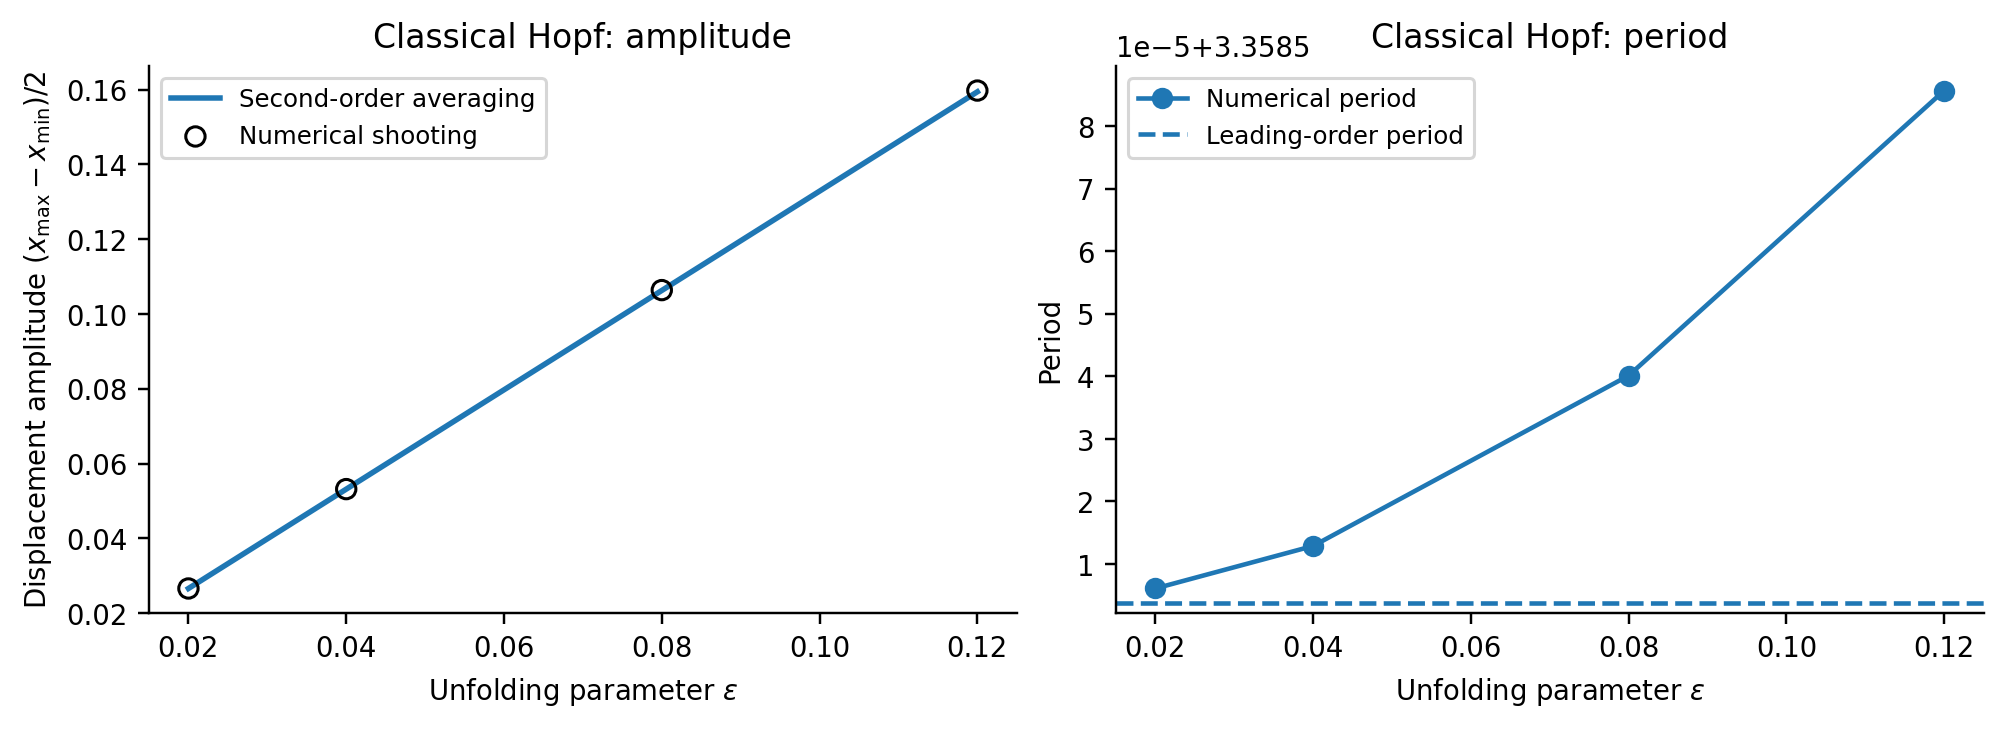 Classical Hopf: amplitude
Displacement amplitude (x_max − x_min)/2
0.16
0.14
0.12
0.10
0.08
0.06
0.04
0.02
Second-order averaging
Numerical shooting
0.02 0.04 0.06 0.08 0.10 0.12
Unfolding parameter ε
Classical Hopf: period
1e−5+3.3585
Period
8
7
6
5
4
3
2
1
Numerical period
Leading-order period
0.02 0.04 0.06 0.08 0.10 0.12
Unfolding parameter ε